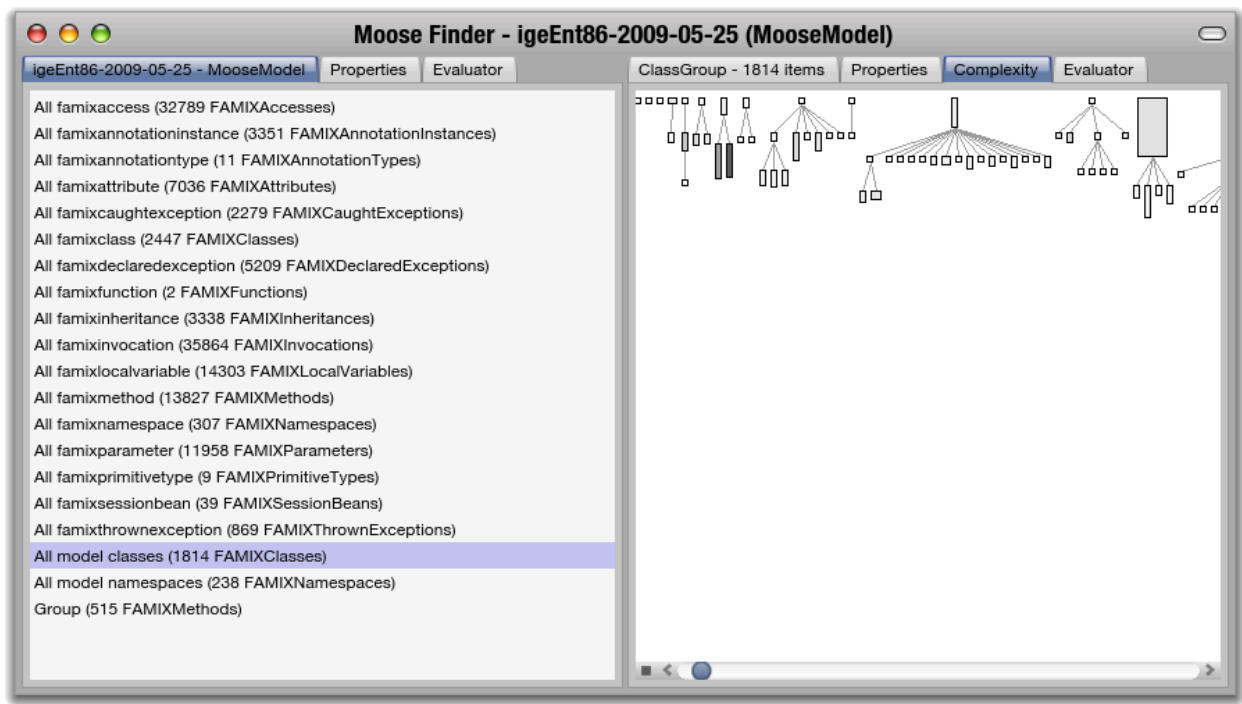 Moose Finder - igeEnt86-2009-05-25 (MooseModel)
igeEnt86-2009-05-25 - MooseModel Properties Evaluator
ClassGroup - 1814 items Properties Complexity Evaluator
All famixaccess (32789 FAMIXAccesses)
All famixannotationinstance (3351 FAMIXAnnotationInstances)
All famixannotationtype (11 FAMIXAnnotationTypes)
All famixattribute (7036 FAMIXAttributes)
All famixcaughtexception (2279 FAMIXCaughtExceptions)
All famixclass (2447 FAMIXClasses)
All famixdeclaredexception (5209 FAMIXDeclaredExceptions)
All famixfunction (2 FAMIXFunctions)
All famixinheritance (3338 FAMIXInheritances)
All famixinvocation (35864 FAMIXInvocations)
All famixlocalvariable (14303 FAMIXLocalVariables)
All famixmethod (13827 FAMIXMethods)
All famixnamespace (307 FAMIXNamespaces)
All famixparameter (11958 FAMIXParameters)
All famixprimitivetype (9 FAMIXPrimitiveTypes)
All famixsessionbean (39 FAMIXSessionBeans)
All famixthrownexception (869 FAMIXThrownExceptions)
All model classes (1814 FAMIXClasses)
All model namespaces (238 FAMIXNamespaces)
Group (515 FAMIXMethods)